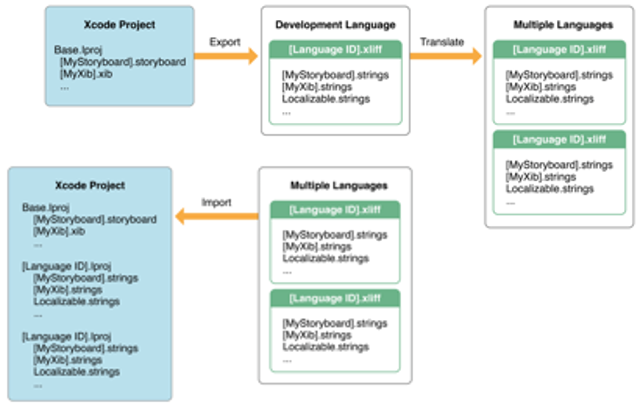 Xcode Project
Base.lproj
[MyStoryboard].storyboard
[MyXib].xib
...
Export
Development Language
[Language ID].xliff
[MyStoryboard].strings
[MyXib].strings
Localizable.strings
...
Translate
Multiple Languages
[Language ID].xliff
[MyStoryboard].strings
[MyXib].strings
Localizable.strings
...
[Language ID].xliff
[MyStoryboard].strings
[MyXib].strings
Localizable.strings
...
Xcode Project
Base.lproj
[MyStoryboard].storyboard
[MyXib].xib
...
[Language ID].lproj
[MyStoryboard].strings
[MyXib].strings
Localizable.strings
...
[Language ID].lproj
[MyStoryboard].strings
[MyXib].strings
Localizable.strings
...
Import
Multiple Languages
[Language ID].xliff
[MyStoryboard].strings
[MyXib].strings
Localizable.strings
...
[Language ID].xliff
[MyStoryboard].strings
[MyXib].strings
Localizable.strings
...